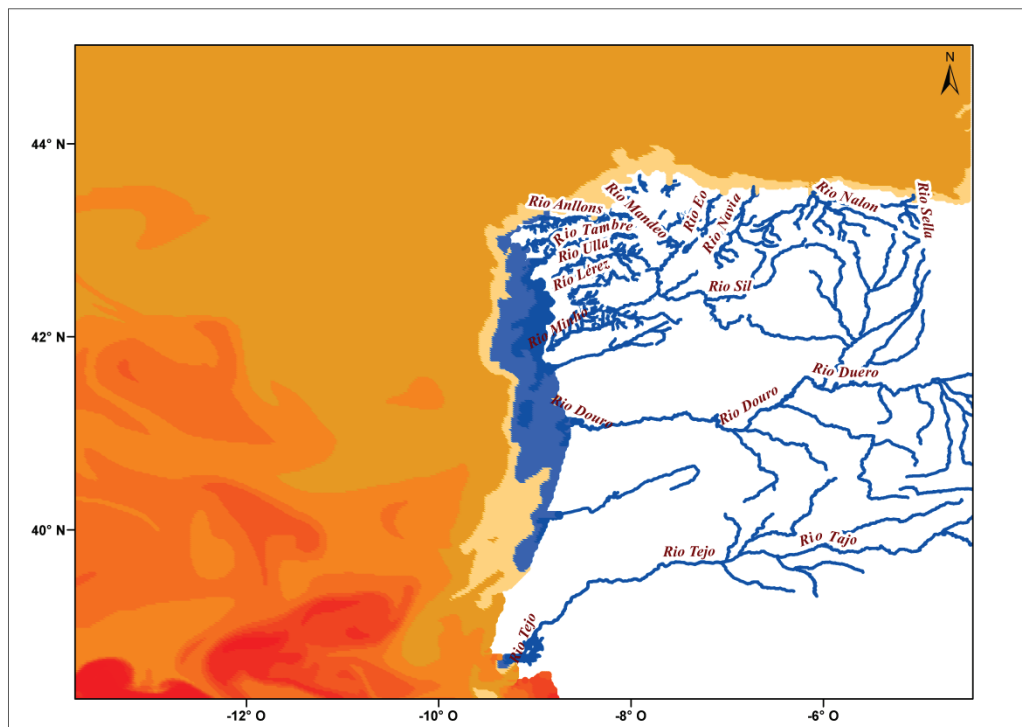 N
44° N
Rio Anllons
Rio Mandeo
Rio Eo
Rio Navia
Rio Nalon
Rio Sella
Rio Tambre
Rio Ulla
Rio Lérez
Rio Sil
42° N
Rio Minho
Rio Duero
Rio Douro
Rio Douro
40° N
Rio Tejo
Rio Tajo
Rio Tejo
-12° O
-10° O
-8° O
-6° O